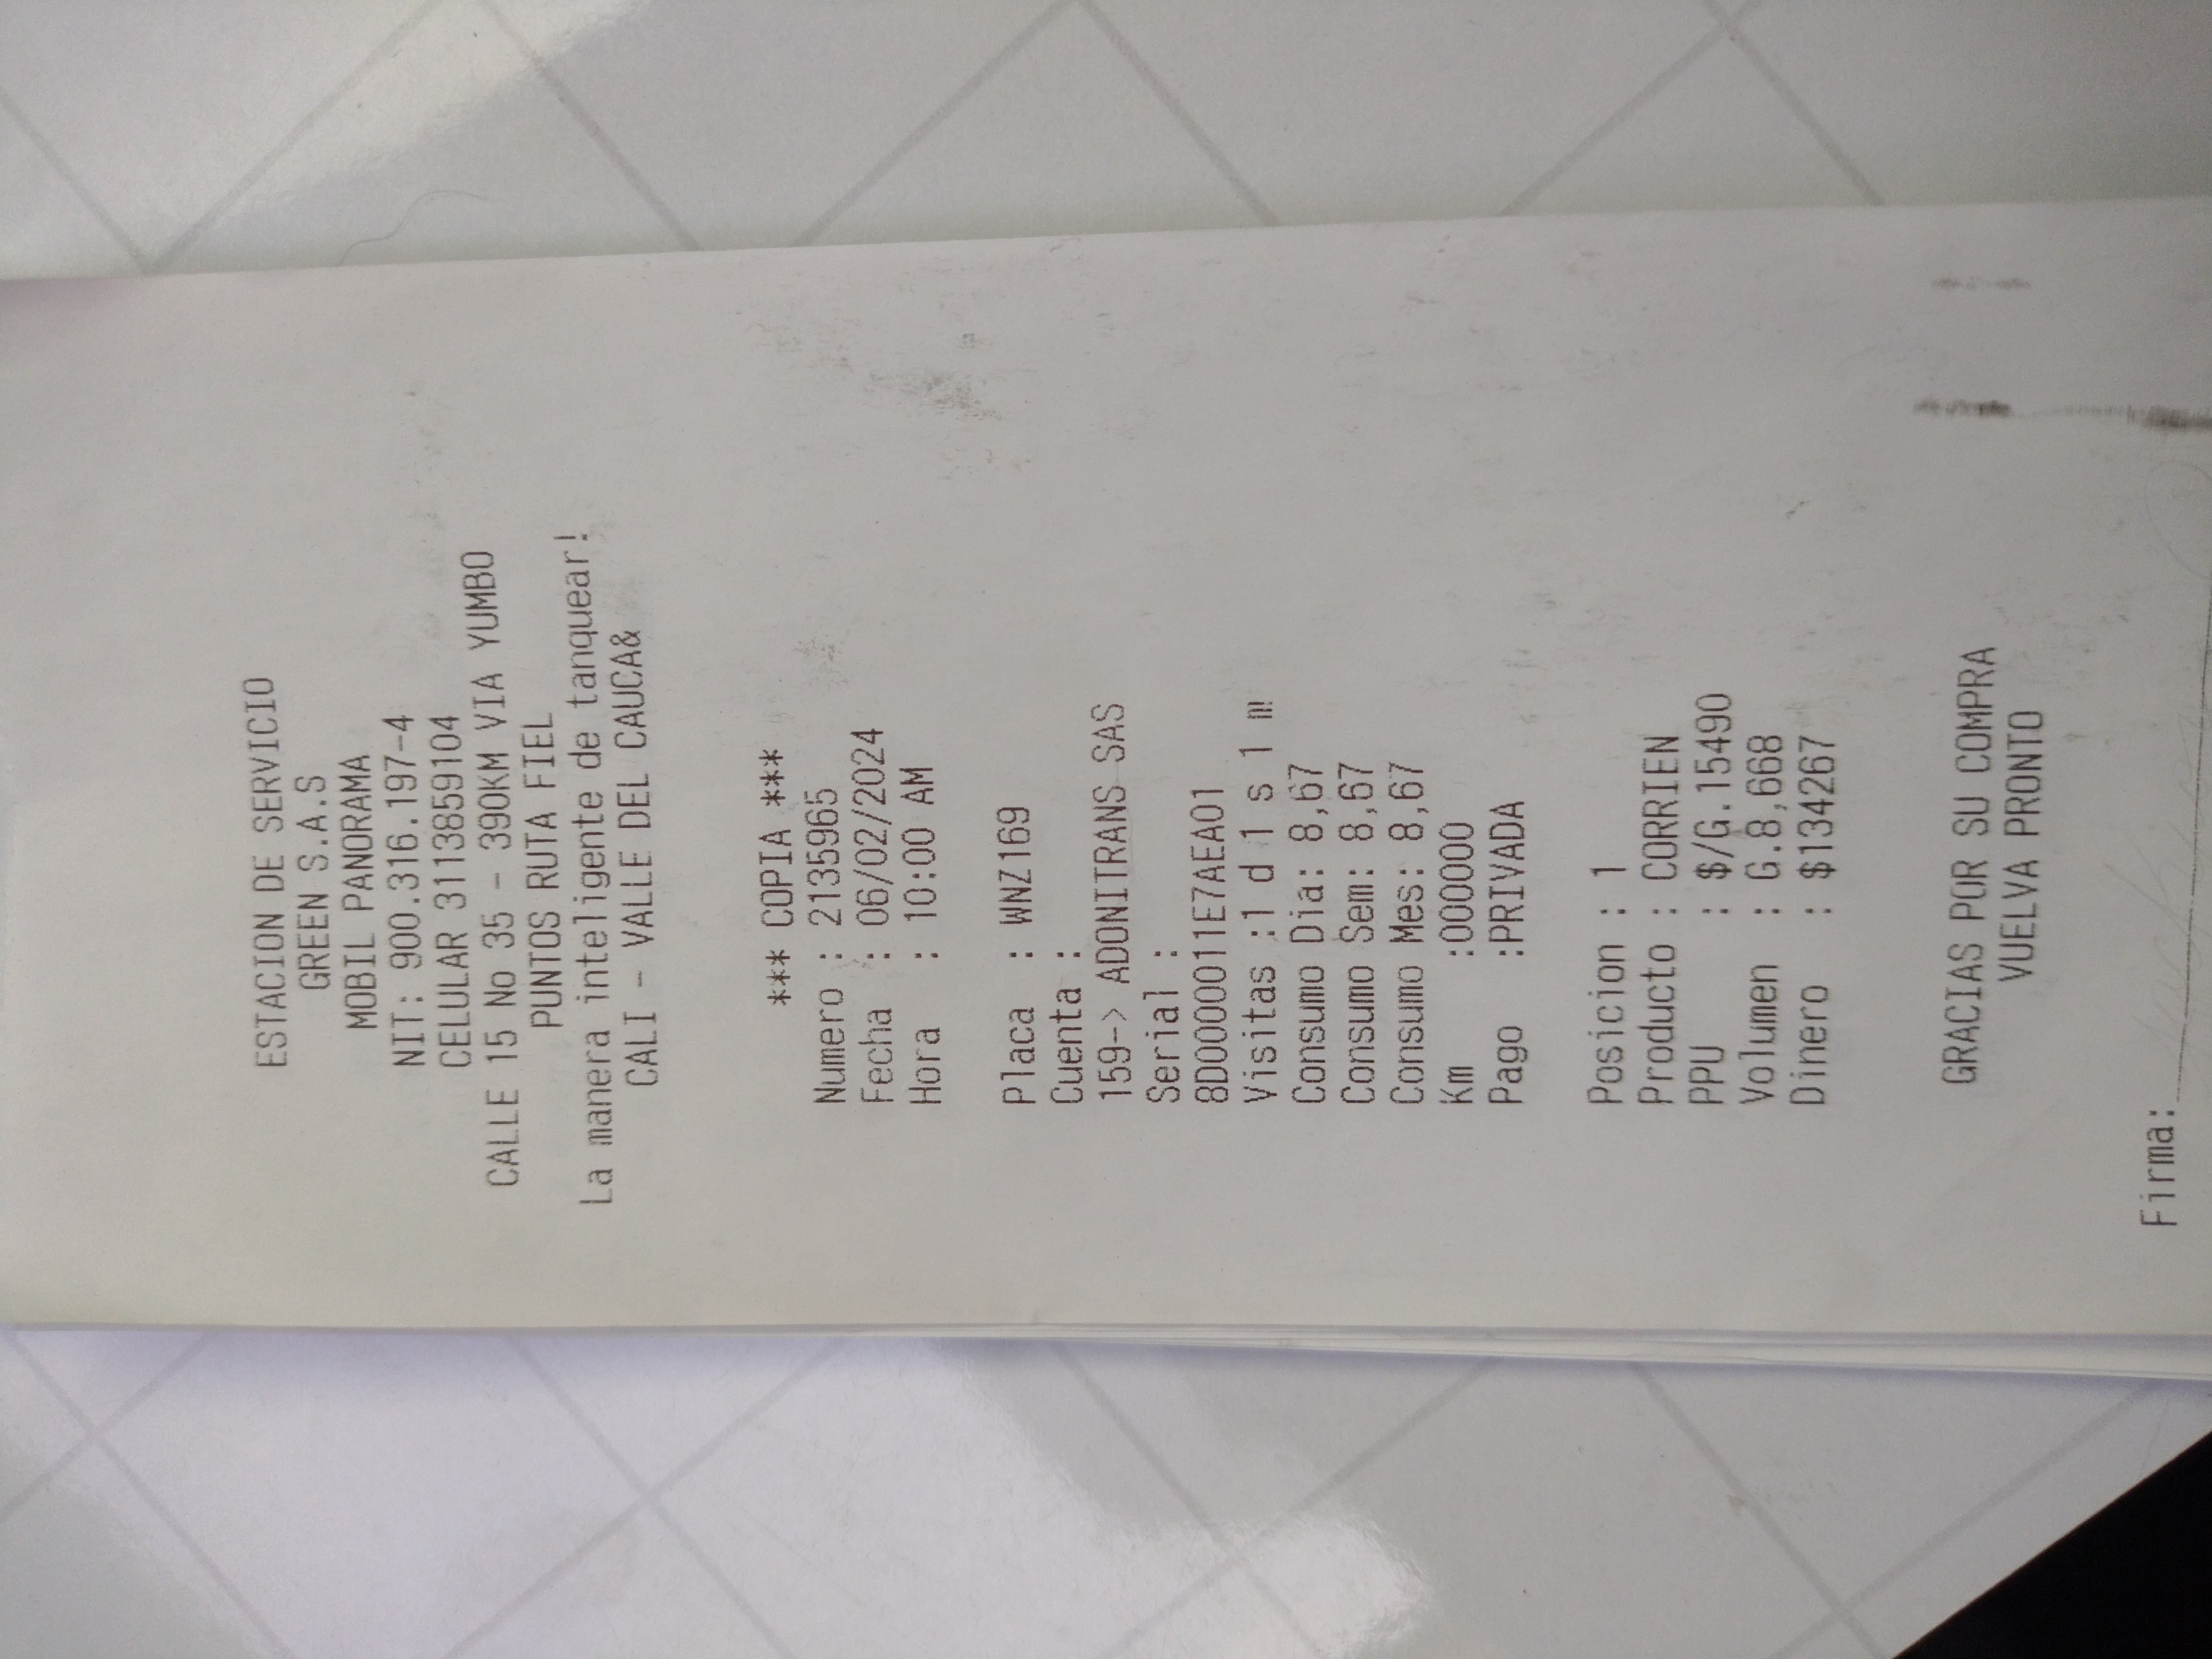 ESTACION DE SERVICIO
GREEN S.A.S
MOBIL PANORAMA
NIT: 900.316.197-4
CELULAR 3113859104
CALLE 15 No 35 - 390KM VIA YUMBO
PUNTOS RUTA FIEL
La manera inteligente de tanquear!
CALI - VALLE DEL CAUCA&
*** COPIA ***
Numero : 2135965
Fecha : 06/02/2024
Hora : 10:00 AM
Placa : WNZ169
Cuenta :
159-> ADONITRANS SAS
Serial :
8D000011E7AEA01
Visitas :1 d 1 s 1 m
Consumo Dia: 8,67
Consumo Sem: 8,67
Consumo Mes: 8,67
Km :000000
Pago :PRIVADA
Posicion : 1
Producto : CORRIEN
PPU : $/G.15490
Volumen : G.8,668
Dinero : $134267
GRACIAS POR SU COMPRA
VUELVA PRONTO
Firma: